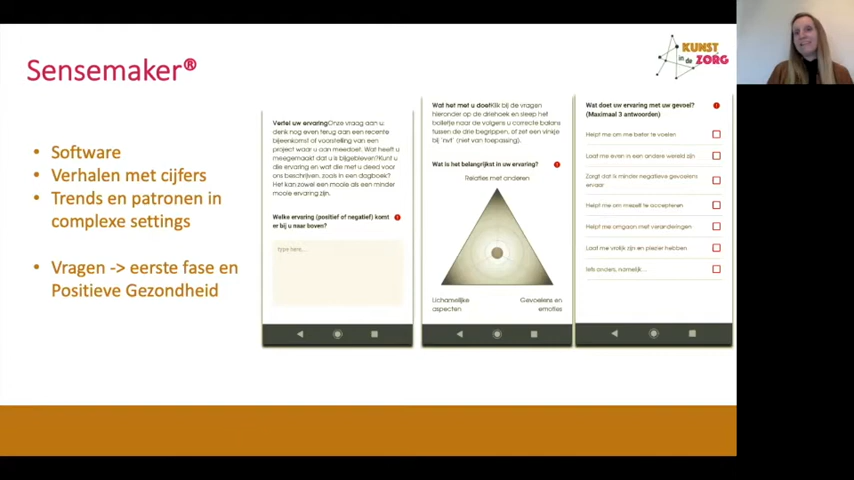 Sensemaker®
KUNST
in de
ZORG
• Software
• Verhalen met cijfers
• Trends en patronen in
complexe settings
• Vragen -> eerste fase en
Positieve Gezondheid
Vertel uw ervaringOnze vraag aan u:
denk nog even terug aan een recente
bijeenkomst of voorstelling van een
project waar u aan meedoet. Wat heeft u
meegemaakt dat u is bijgebleven?Kunt u
die ervaring en wat die met u deed voor
ons beschrijven, zoals in een dagboek?
Het kan zowel een mooie als een minder
mooie ervaring zijn.
Welke ervaring (positief of negatief) komt
er bij u naar boven?
type here...
Wat het met u doetKlik bij de vragen
hieronder op de driehoek en sleep het
bolletje naar de volgens u correcte balans
tussen de drie begrippen, of zet een vinkje
bij 'nvt' (niet van toepassing).
Wat is het belangrijkst in uw ervaring?
Relaties met anderen
Lichamelijke
aspecten
Gevoelens en
emoties
Wat doet uw ervaring met uw gevoel?
(Maximaal 3 antwoorden)
Helpt me om me beter te voelen
Laat me even in een andere wereld zijn
Zorgt dat ik minder negatieve gevoelens
ervaar
Helpt me om mezelf te accepteren
Helpt me omgaan met veranderingen
Laat me vrolijk zijn en plezier hebben
Iets anders, namelijk...